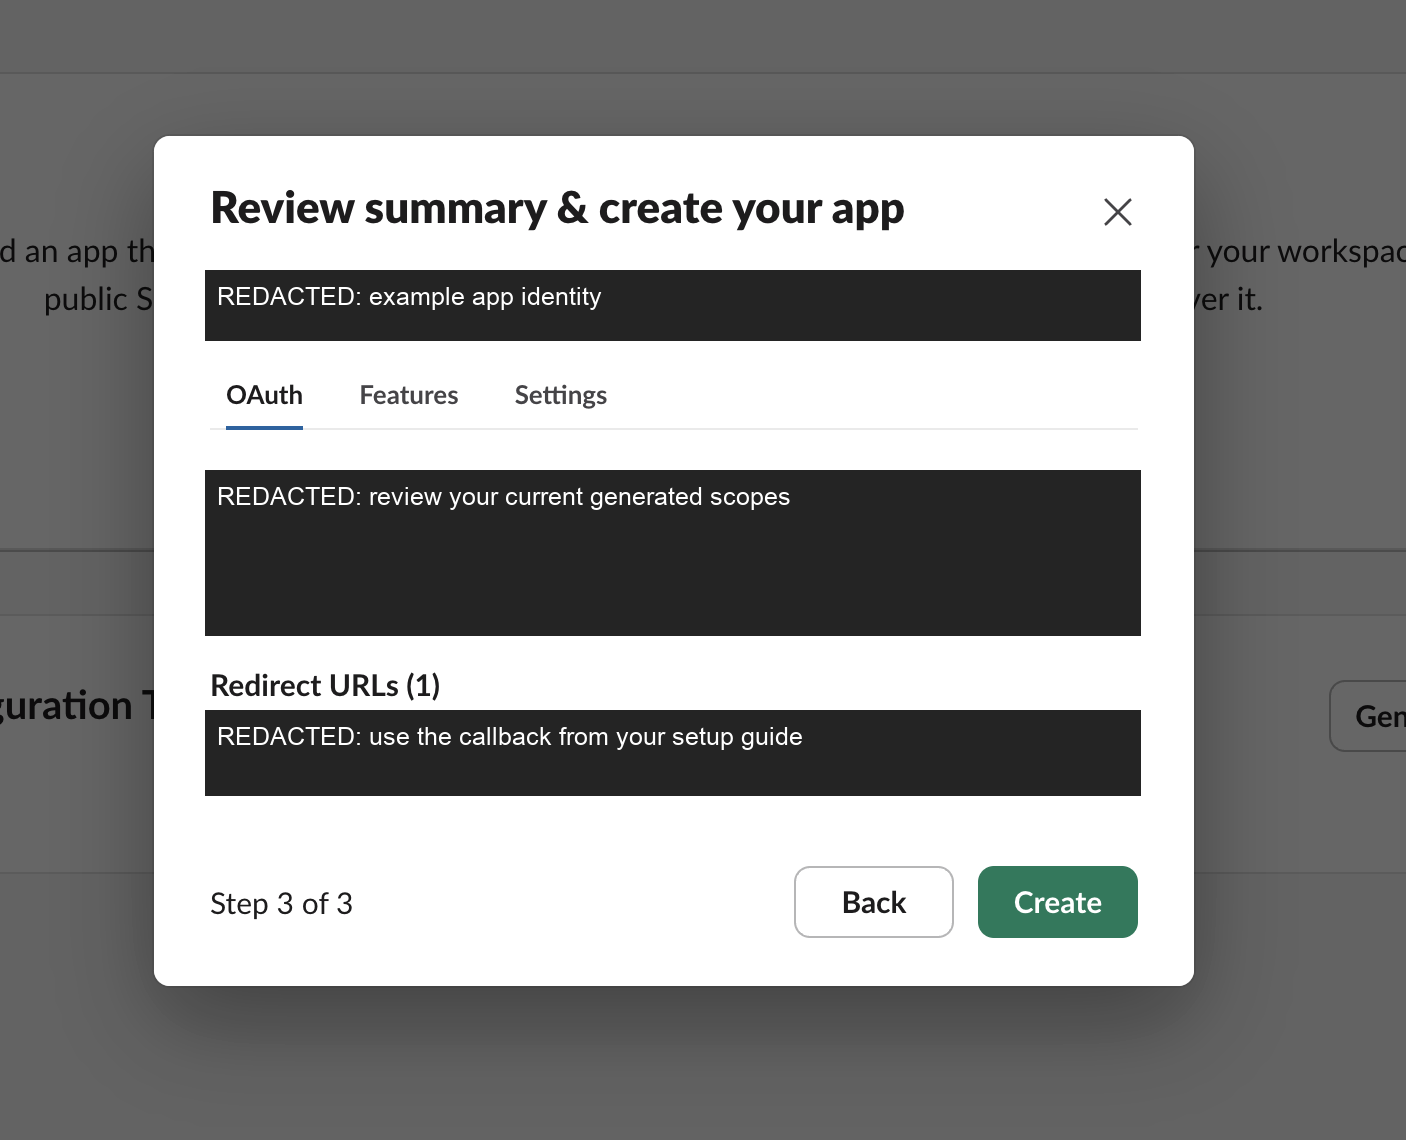 Review summary & create your app
d an app th
r your workspac
public S
ver it.
REDACTED: example app identity
OAuth Features Settings
REDACTED: review your current generated scopes
Redirect URLs (1)
guration T
Gen
REDACTED: use the callback from your setup guide
Step 3 of 3
Back
Create